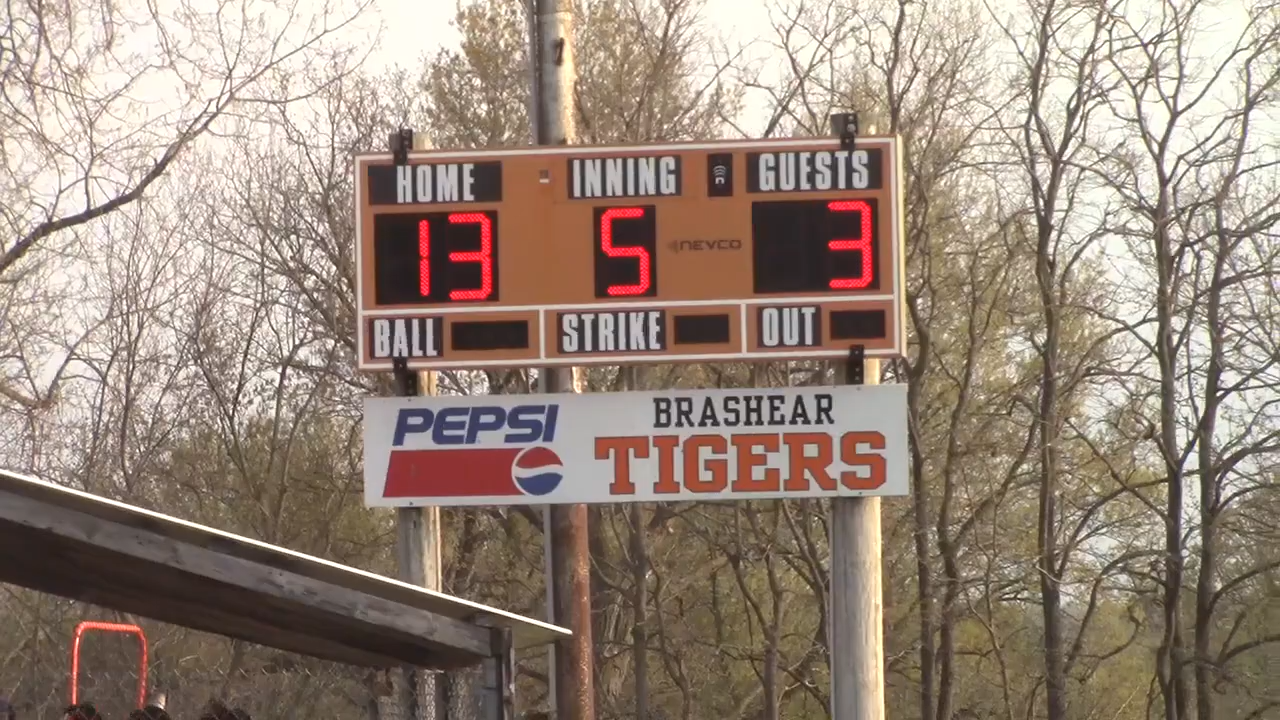 HOME INNING GUESTS
13 5 3
NEVCO
BALL STRIKE OUT
PEPSI
BRASHEAR
TIGERS